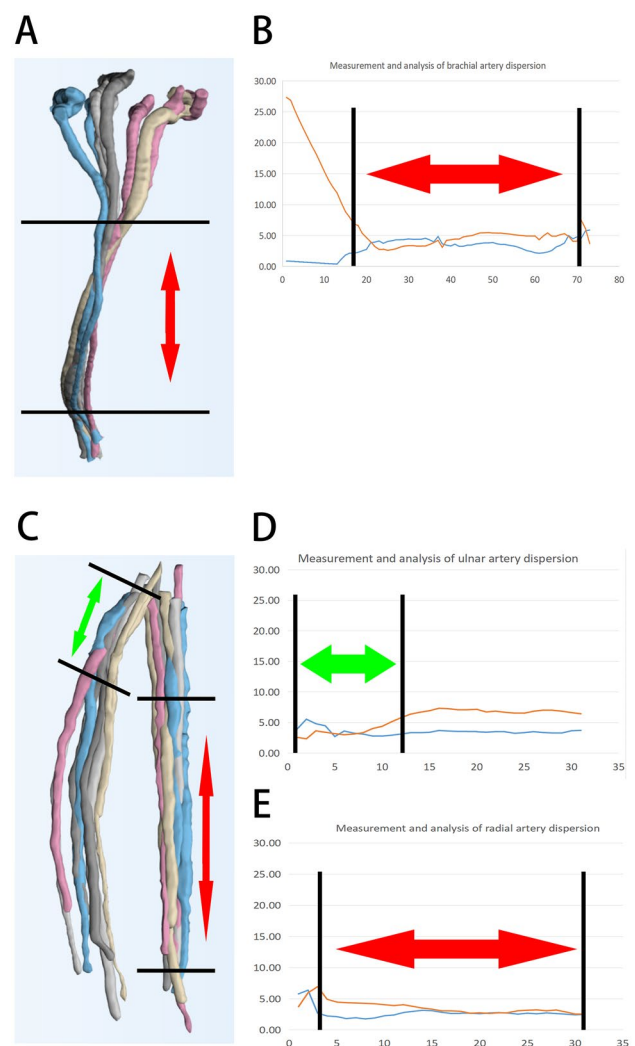 A
B
Measurement and analysis of brachial artery dispersion
30.00
25.00
20.00
15.00
10.00
5.00
0.00
0 10 20 30 40 50 60 70 80
C
D
Measurement and analysis of ulnar artery dispersion
30.00
25.00
20.00
15.00
10.00
5.00
0.00
0 5 10 15 20 25 30 35
E
Measurement and analysis of radial artery dispersion
30.00
25.00
20.00
15.00
10.00
5.00
0.00
0 5 10 15 20 25 30 35